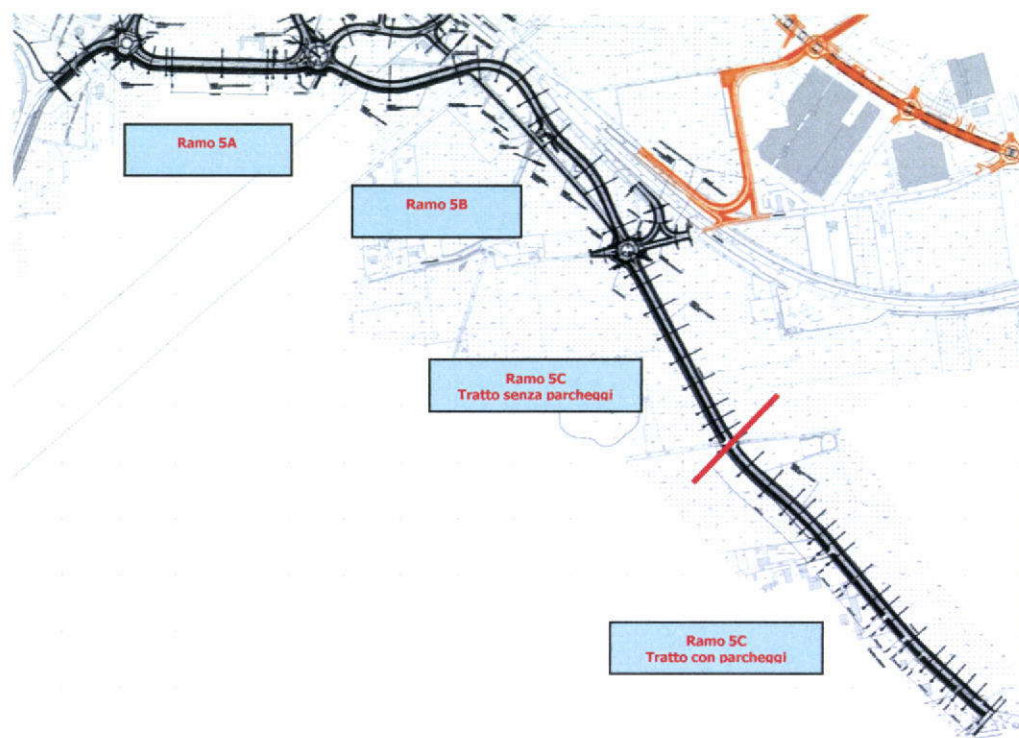 Ramo 5A
Ramo 5B
Ramo 5C
Tratto senza parcheggi
Ramo 5C
Tratto con parcheggi